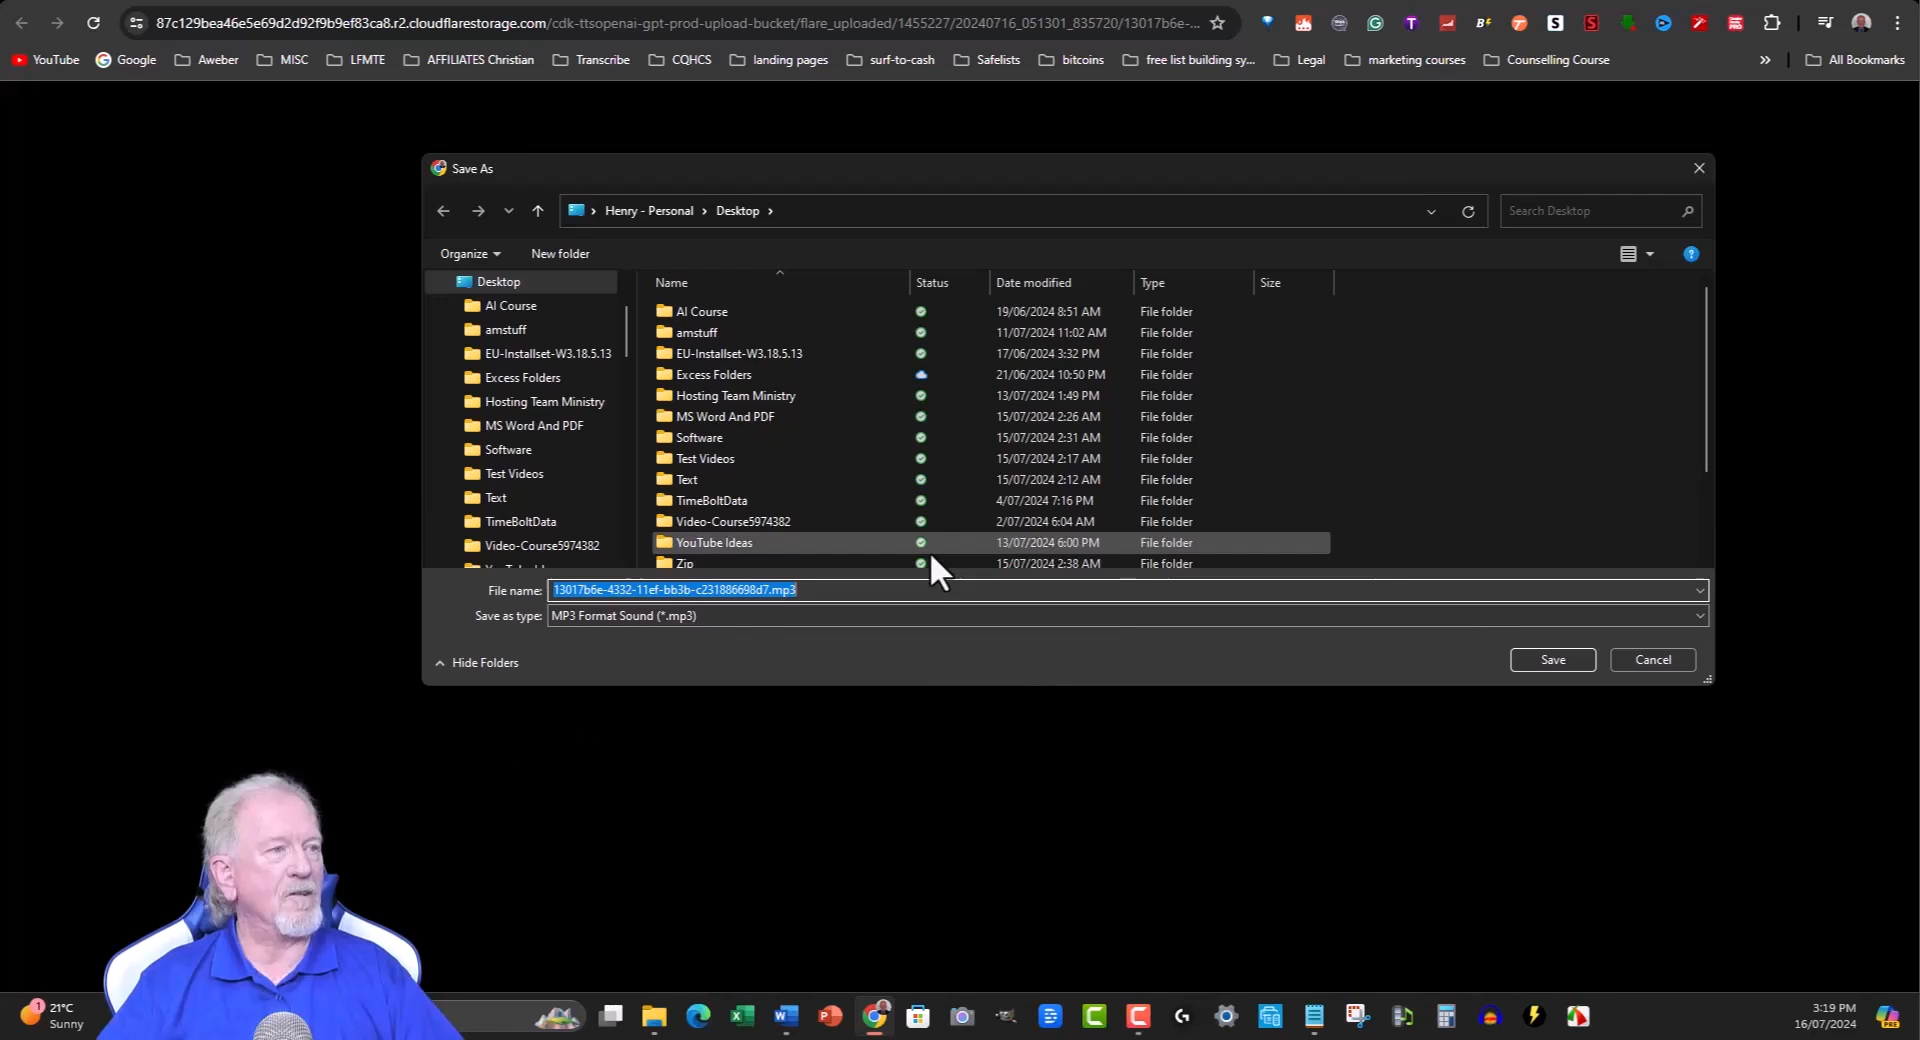 87c129bea46e5e69d2d92f9b9ef83ca8.r2.cloudflarestorage.com/cdk-ttsopenai-gpt-prod-upload-bucket/flare_uploaded/1455227/20240716_051301_835720/13017b6e-...
YouTube Google Aweber MISC LFMTE AFFILIATES Christian Transcribe CQHCS landing pages surf-to-cash Safelists bitcoins free list building sy... Legal marketing courses Counselling Course » All Bookmarks
Save As
Henry - Personal › Desktop ›
Search Desktop
Organize New folder
Desktop
AI Course
amstuff
EU-Installset-W3.18.5.13
Excess Folders
Hosting Team Ministry
MS Word And PDF
Software
Test Videos
Text
TimeBoltData
Video-Course5974382
Name Status Date modified Type Size
AI Course 19/06/2024 8:51 AM File folder
amstuff 11/07/2024 11:02 AM File folder
EU-Installset-W3.18.5.13 17/06/2024 3:32 PM File folder
Excess Folders 21/06/2024 10:50 PM File folder
Hosting Team Ministry 13/07/2024 1:49 PM File folder
MS Word And PDF 15/07/2024 2:26 AM File folder
Software 15/07/2024 2:31 AM File folder
Test Videos 15/07/2024 2:17 AM File folder
Text 15/07/2024 2:12 AM File folder
TimeBoltData 4/07/2024 7:16 PM File folder
Video-Course5974382 2/07/2024 6:04 AM File folder
YouTube Ideas 13/07/2024 6:00 PM File folder
Zip 15/07/2024 2:38 AM File folder
File name: 13017b6e-4332-11ef-bb3b-c231886698d7.mp3
Save as type: MP3 Format Sound (*.mp3)
Hide Folders
Save Cancel
1
21°C
Sunny
3:19 PM
16/07/2024